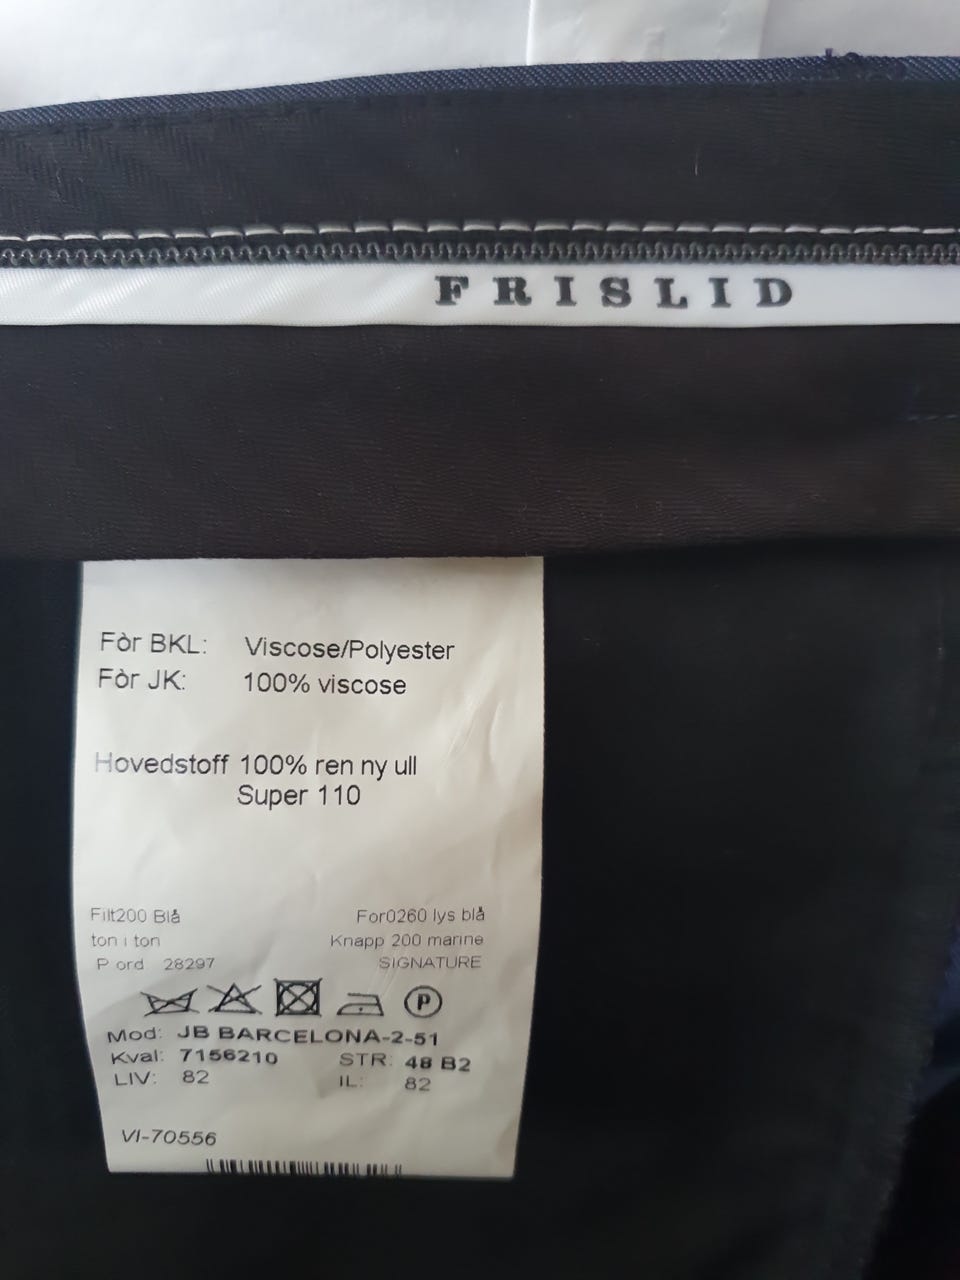 FRISLID
Fòr BKL: Viscose/Polyester
Fòr JK: 100% viscose
Hovedstoff 100% ren ny ull
Super 110
Filt200 Blå For0260 lys blå
ton i ton Knapp 200 marine
P ord 28297 SIGNATURE
P
Mod: JB BARCELONA-2-51
Kval: 7156210 STR: 48 B2
LIV: 82 IL: 82
VI-70556